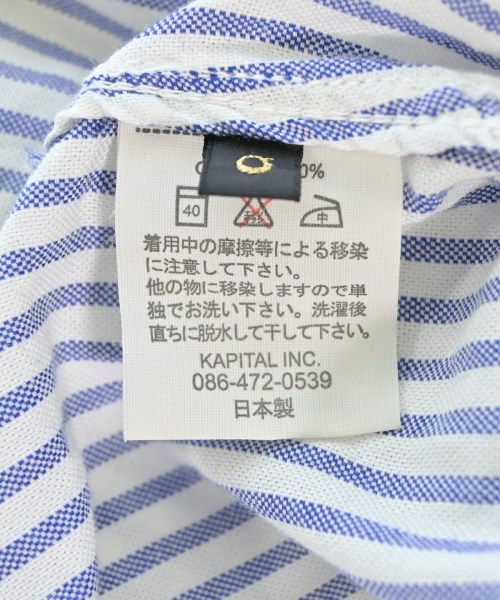 0%
40 中
着用中の摩擦等による移染
に注意して下さい。
他の物に移染しますので単
独でお洗い下さい。洗濯後
直ちに脱水して干して下さい。
KAPITAL INC.
086-472-0539
日本製